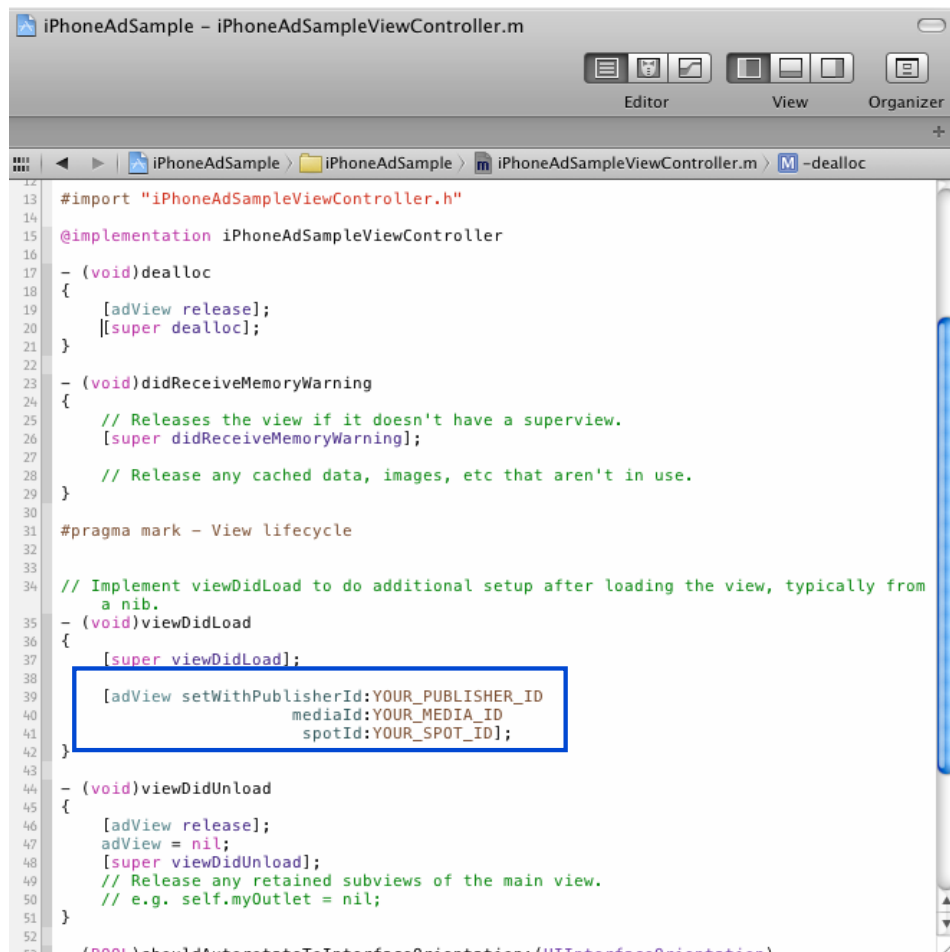 iPhoneAdSample – iPhoneAdSampleViewController.m
Editor View Organizer
iPhoneAdSample 〉 iPhoneAdSample 〉 m iPhoneAdSampleViewController.m 〉 M -dealloc
12
13 #import "iPhoneAdSampleViewController.h"
14
15 @implementation iPhoneAdSampleViewController
16
17 - (void)dealloc
18 {
19 [adView release];
20 [super dealloc];
21 }
22
23 - (void)didReceiveMemoryWarning
24 {
25 // Releases the view if it doesn't have a superview.
26 [super didReceiveMemoryWarning];
27
28 // Release any cached data, images, etc that aren't in use.
29 }
30
31 #pragma mark - View lifecycle
32
33
34 // Implement viewDidLoad to do additional setup after loading the view, typically from
a nib.
35 - (void)viewDidLoad
36 {
37 [super viewDidLoad];
38
39 [adView setWithPublisherId:YOUR_PUBLISHER_ID
40 mediaId:YOUR_MEDIA_ID
41 spotId:YOUR_SPOT_ID];
42 }
43
44 - (void)viewDidUnload
45 {
46 [adView release];
47 adView = nil;
48 [super viewDidUnload];
49 // Release any retained subviews of the main view.
50 // e.g. self.myOutlet = nil;
51 }
52
(BOOL)shouldAutorotateToInterfaceOrientation:(UIInterfaceOrientation)